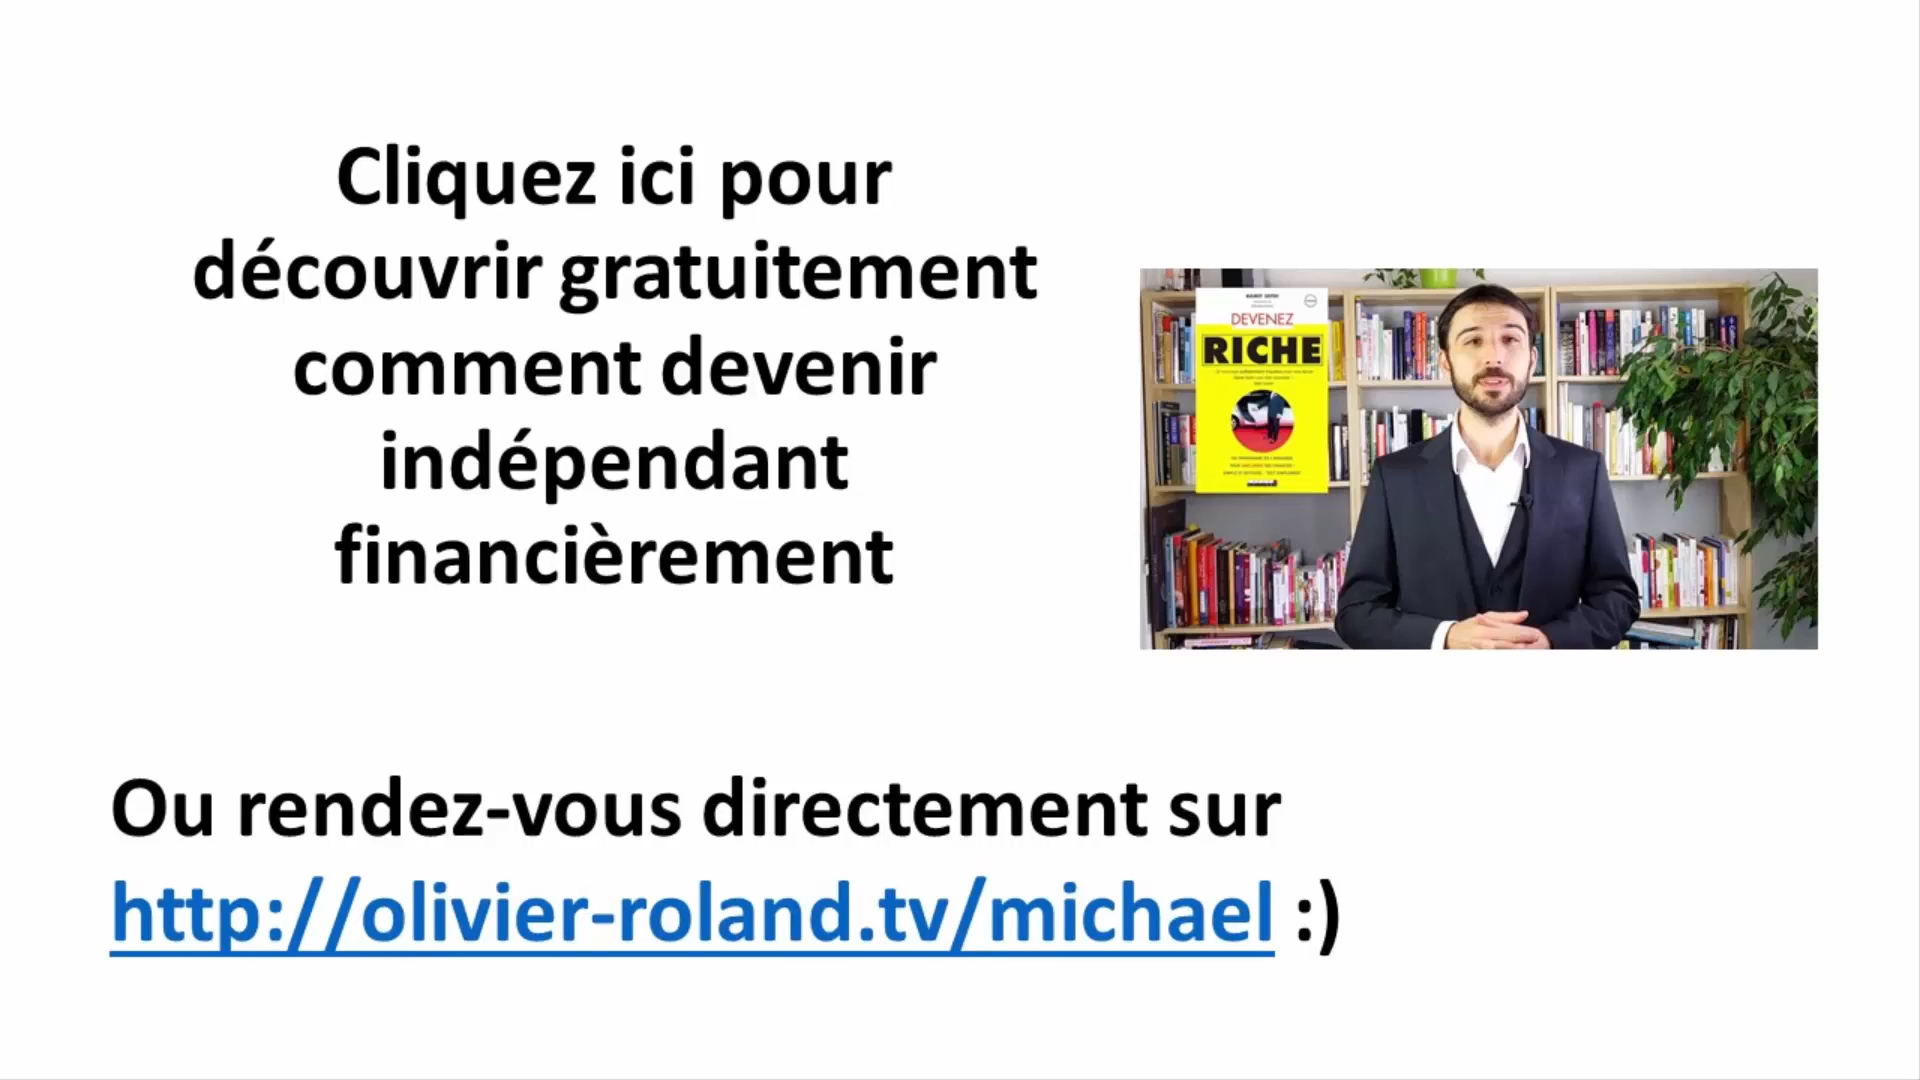 Cliquez ici pour
découvrir gratuitement
comment devenir
indépendant
financièrement
DEVENEZ
RICHE
Ou rendez-vous directement sur
http://olivier-roland.tv/michael :)